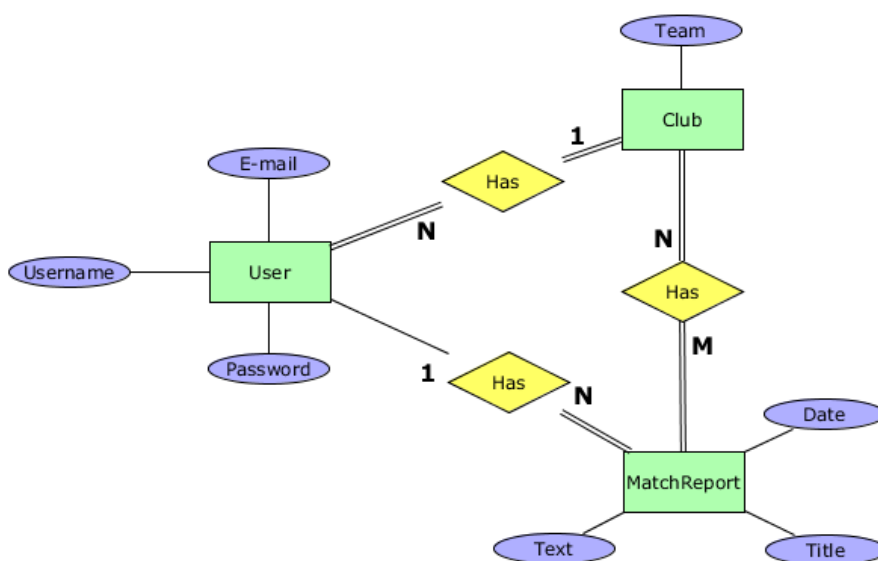 Team
Club
1
Has
E-mail
N
N
Username
User
Has
M
Password
1
Has
N
Date
MatchReport
Text
Title